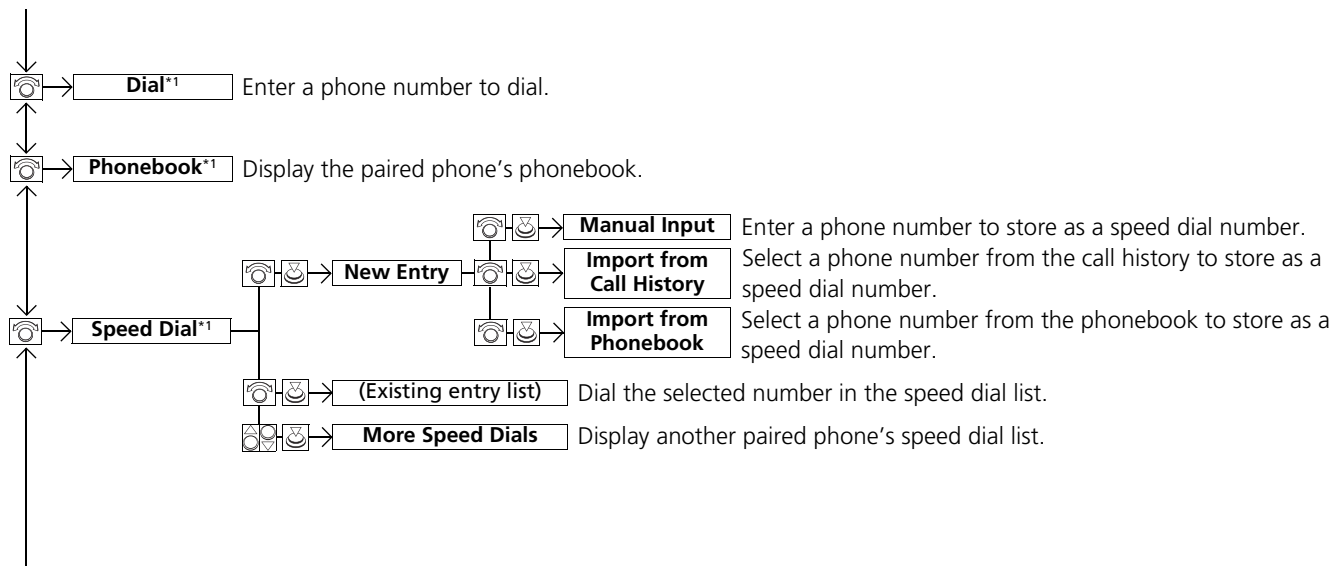 Dial*1 Enter a phone number to dial.
Phonebook*1 Display the paired phone’s phonebook.
Manual Input Enter a phone number to store as a speed dial number.
New Entry
Import from
Call History
Select a phone number from the call history to store as a
speed dial number.
Speed Dial*1
Import from
Phonebook
Select a phone number from the phonebook to store as a
speed dial number.
(Existing entry list) Dial the selected number in the speed dial list.
More Speed Dials Display another paired phone’s speed dial list.